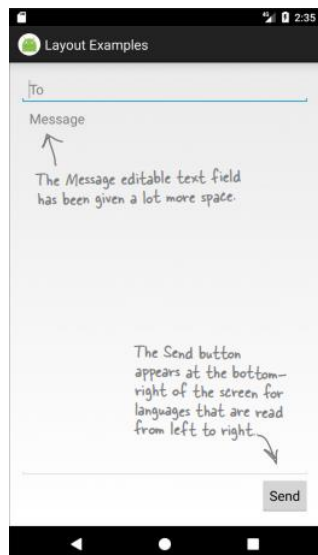 2:35
Layout Examples
To
Message
The Message editable text field
has been given a lot more space.
The Send button
appears at the bottom-
right of the screen for
languages that are read
from left to right.
Send